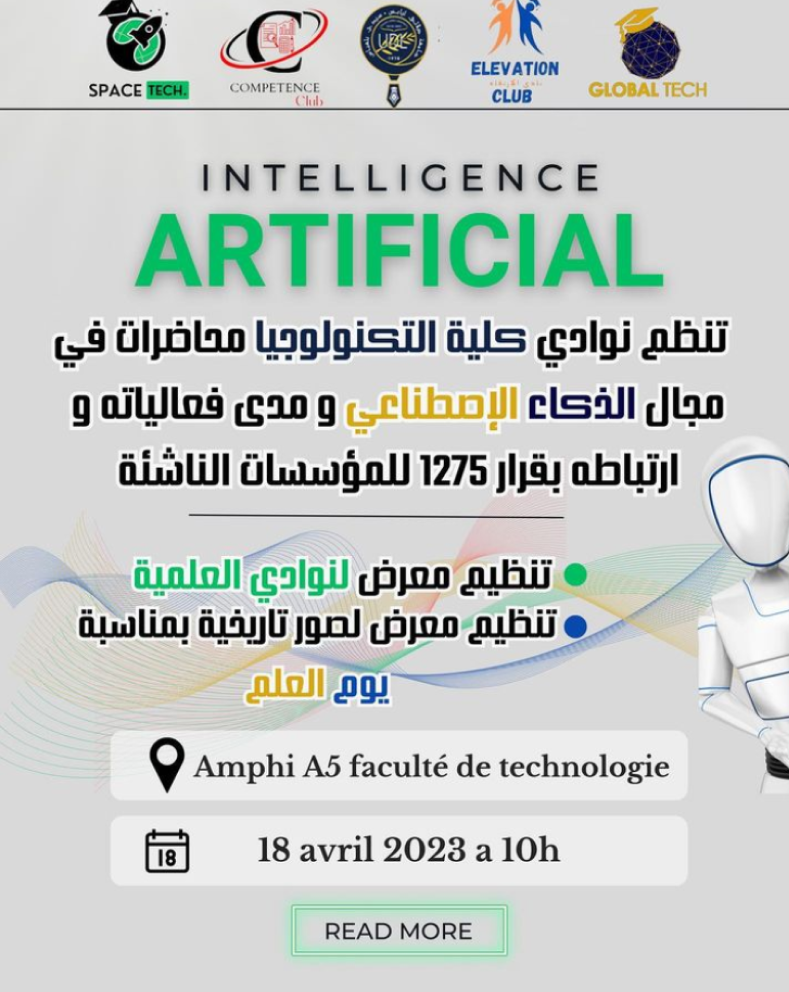 SPACE TECH.
COMPETENCE
Club
ELEVATION
CLUB
GLOBAL TECH
INTELLIGENCE
ARTIFICIAL
تنظم نوادي كلية التكنولوجيا محاضرات في
مجال الذكاء الإصطناعي و مدى فعالياته و
ارتباطه بقرار 1275 للمؤسسات الناشئة
تنظيم معرض لنوادي العلمية
تنظيم معرض لصور تاريخية بمناسبة
يوم العلم
Amphi A5 faculté de technologie
18
18 avril 2023 a 10h
READ MORE